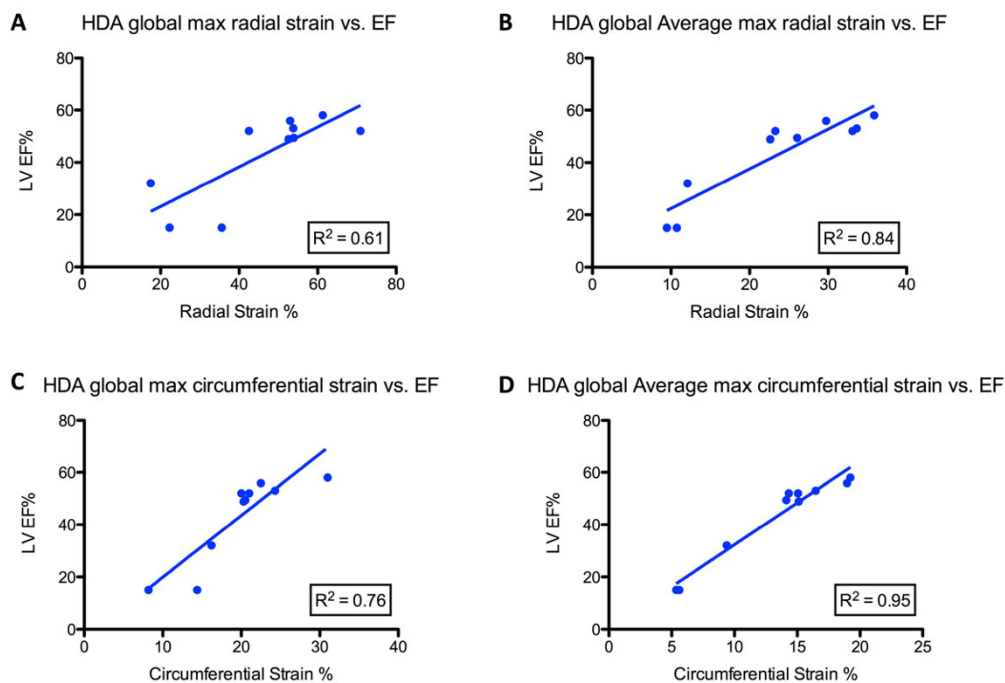 A
HDA global max radial strain vs. EF
80
60
40
20
0
LV EF%
R² = 0.61
0 20 40 60 80
Radial Strain %
B
HDA global Average max radial strain vs. EF
80
60
40
20
0
LV EF%
R² = 0.84
0 10 20 30 40
Radial Strain %
C
HDA global max circumferential strain vs. EF
80
60
40
20
0
LV EF%
R² = 0.76
0 10 20 30 40
Circumferential Strain %
D
HDA global Average max circumferential strain vs. EF
80
60
40
20
0
LV EF%
R² = 0.95
0 5 10 15 20 25
Circumferential Strain %